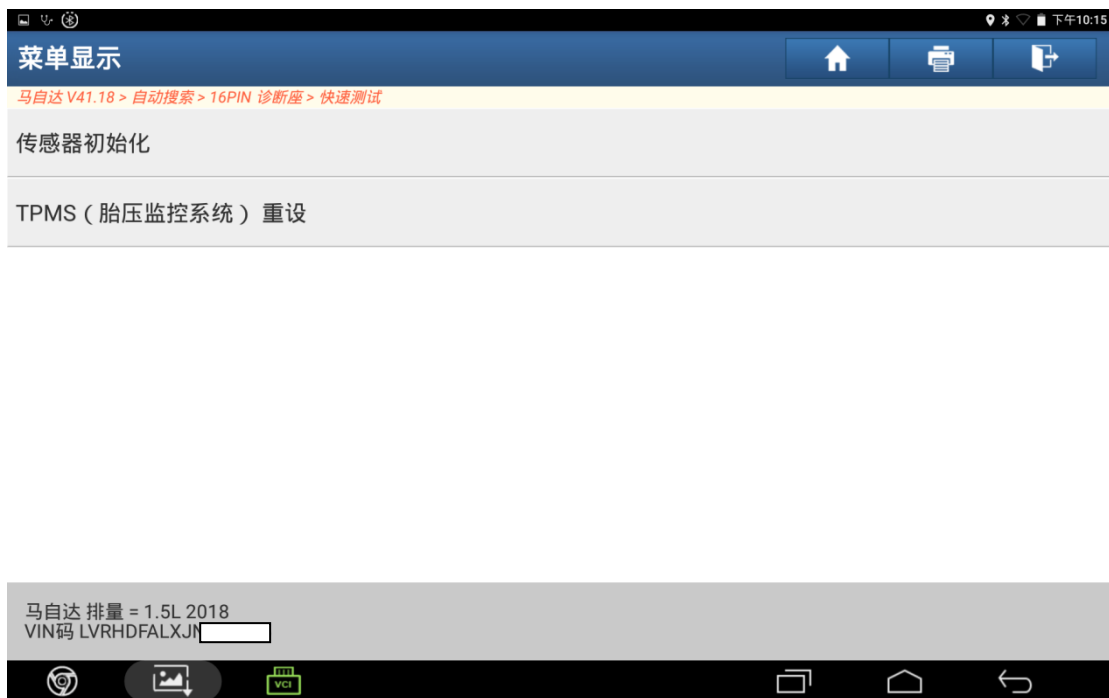 下午10:15
菜单显示
马自达 V41.18 > 自动搜索 > 16PIN 诊断座 > 快速测试
传感器初始化
TPMS（胎压监控系统）重设
马自达 排量 = 1.5L 2018
VIN码 LVRHDFALXJN
VCI